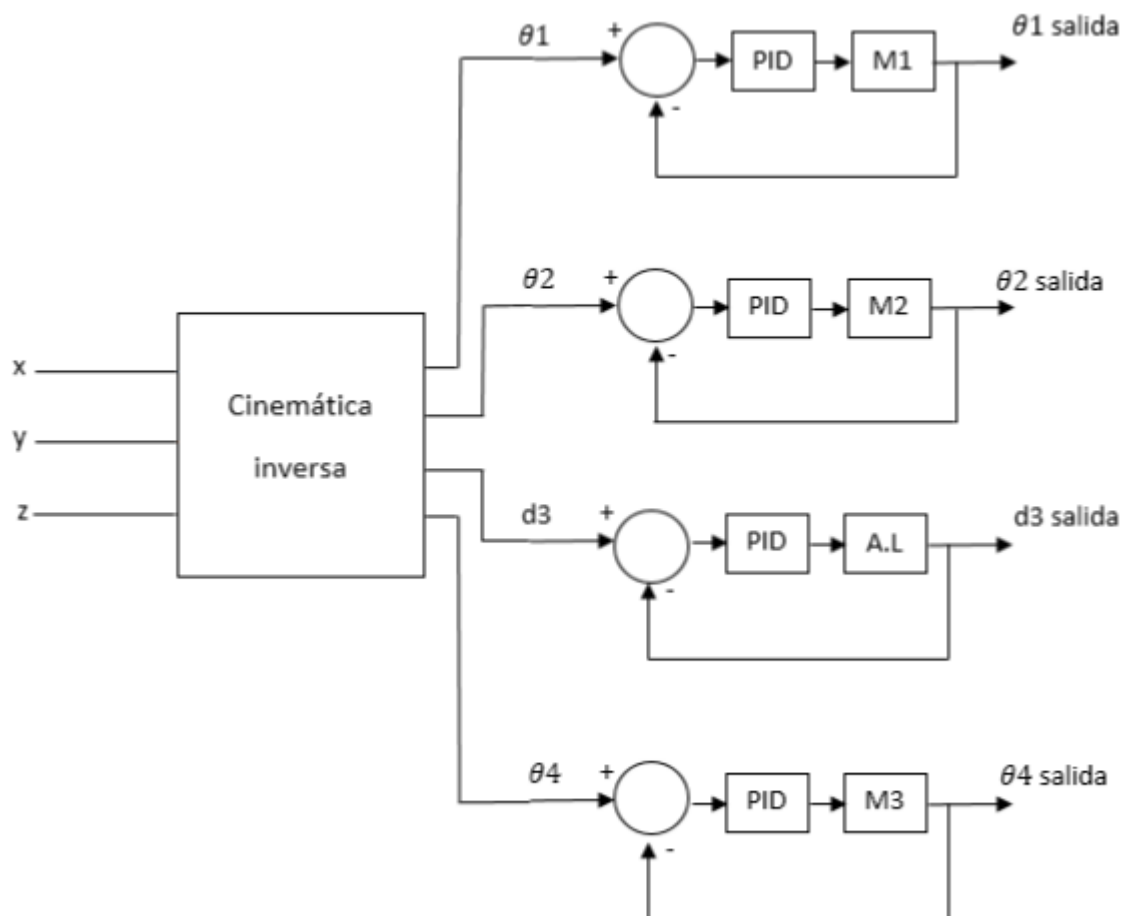 θ1
+
-
PID
M1
θ1 salida
θ2
+
-
PID
M2
θ2 salida
x
y
z
Cinemática
inversa
d3
+
-
PID
A.L
d3 salida
θ4
+
-
PID
M3
θ4 salida